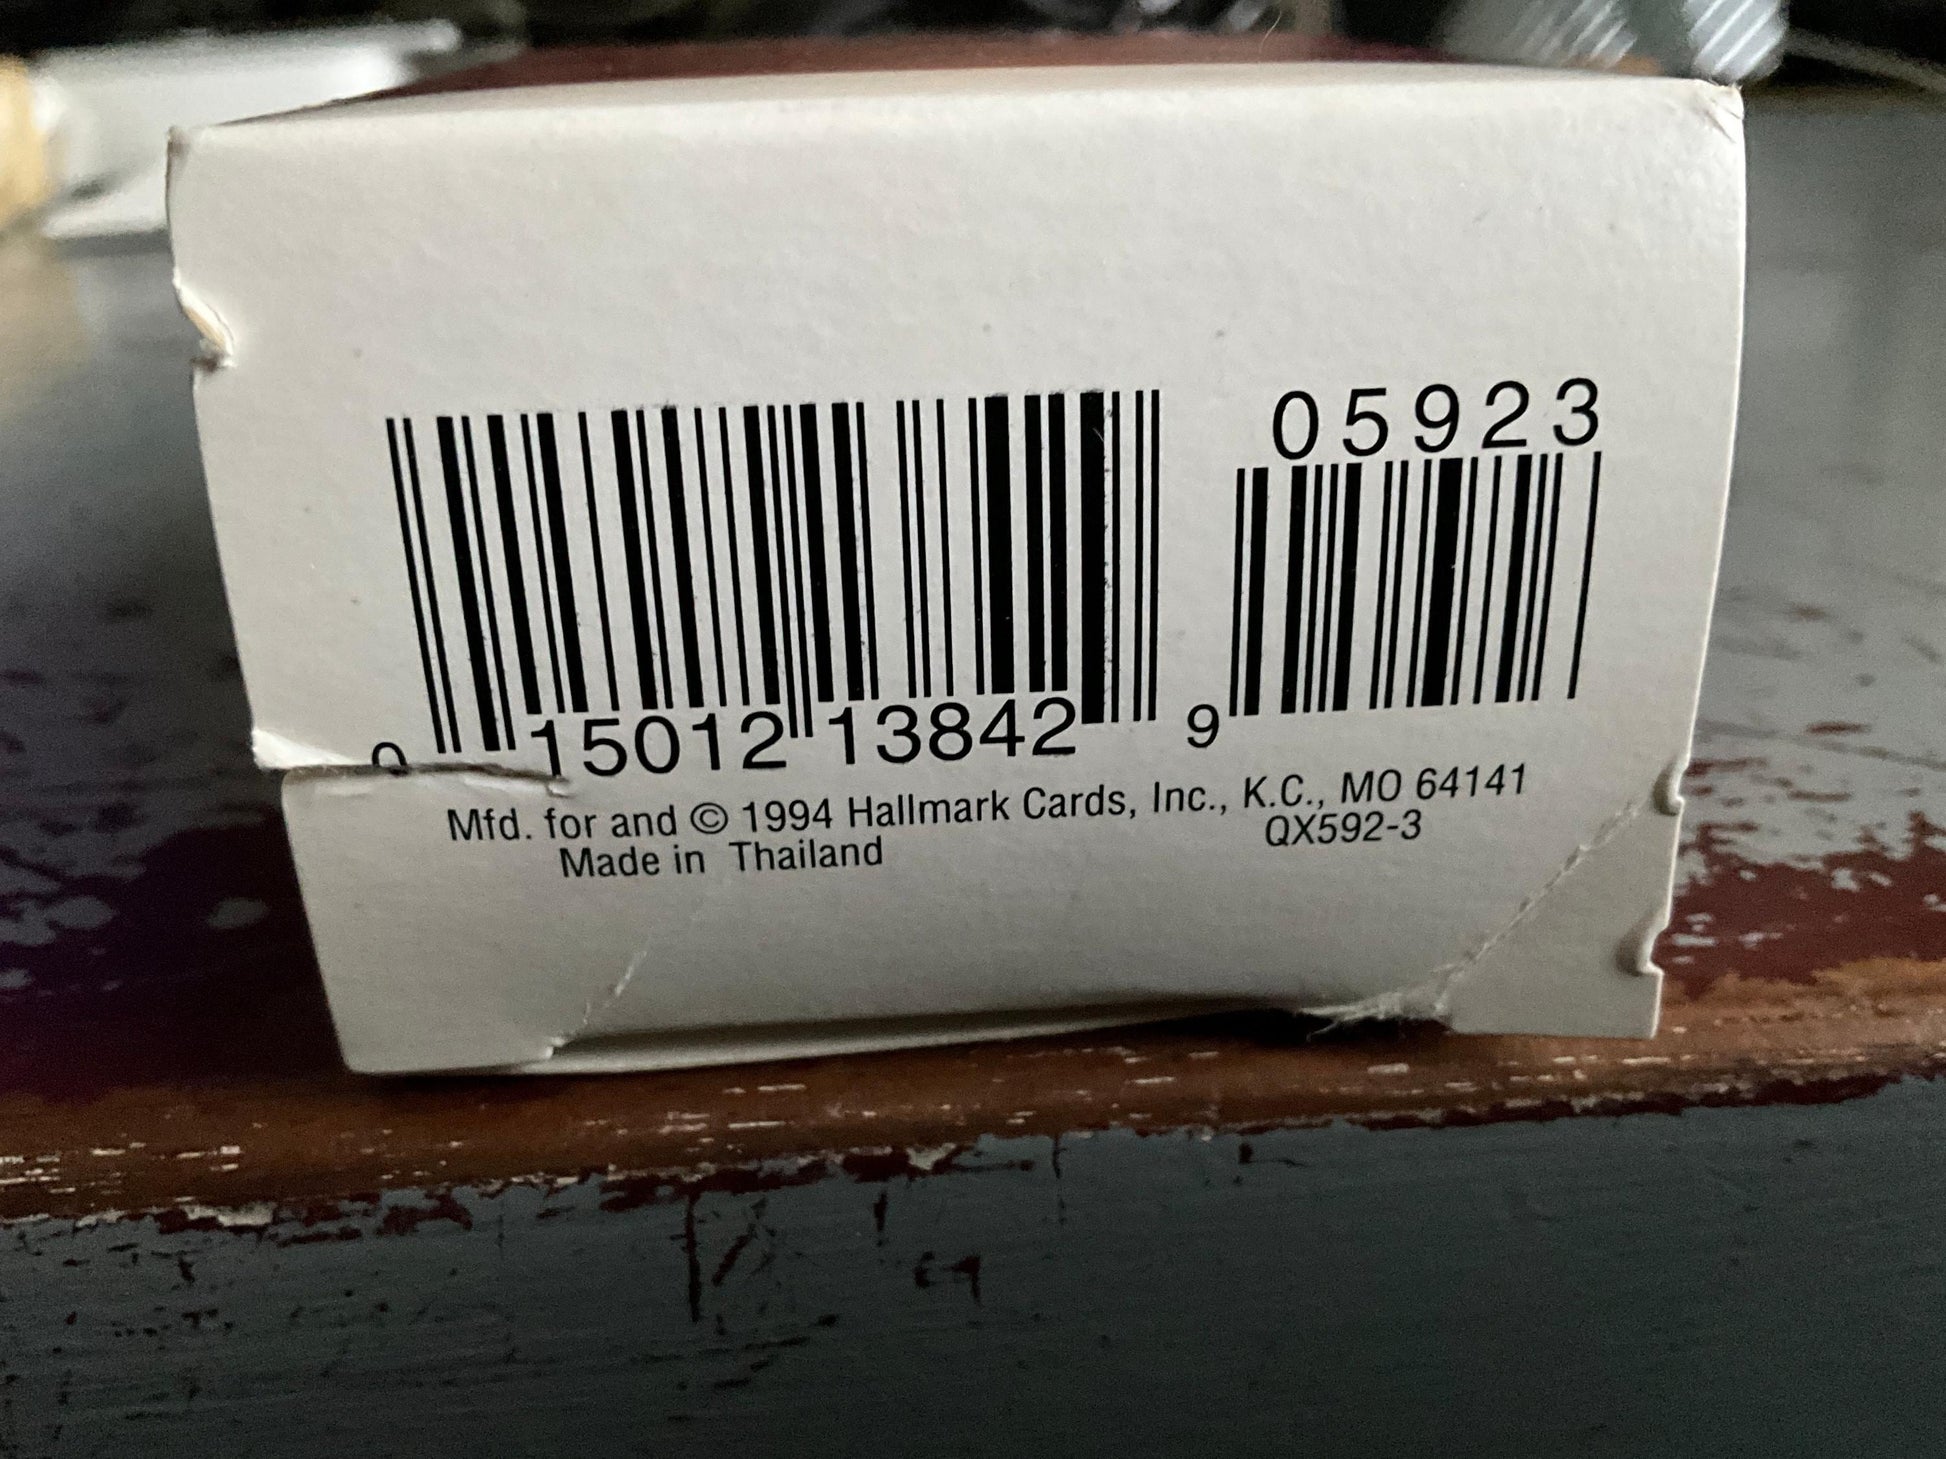 05923
0 15012 13842 9
Mfd. for and © 1994 Hallmark Cards, Inc., K.C., MO 64141
Made in Thailand QX592-3